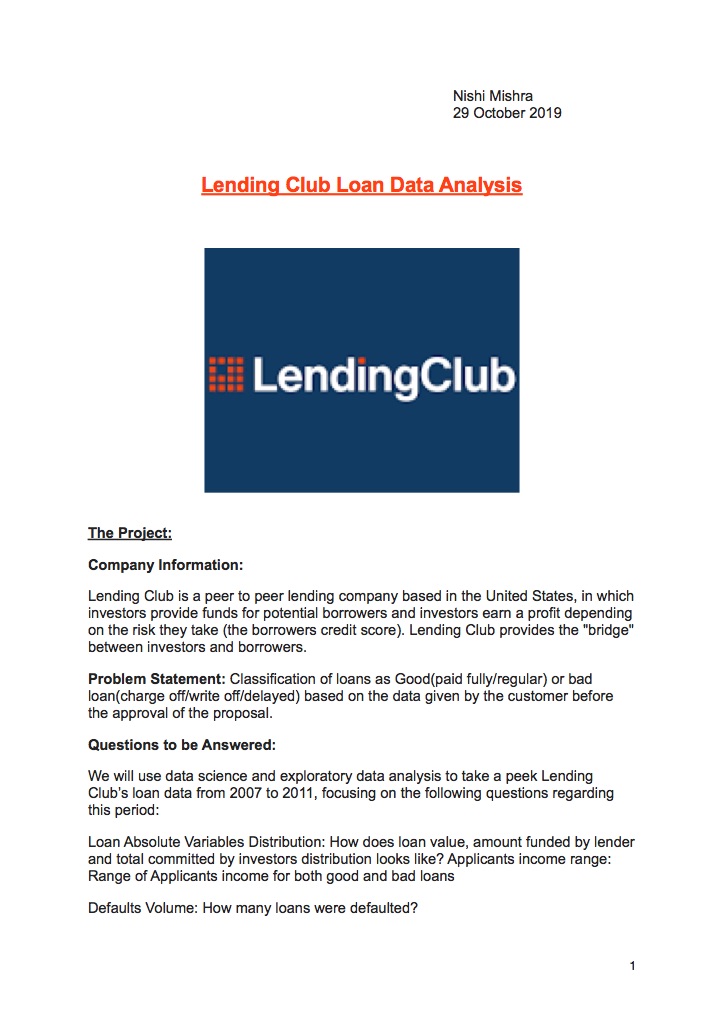 Nishi Mishra
29 October 2019
Lending Club Loan Data Analysis
LendingClub
The Project:
Company Information:
Lending Club is a peer to peer lending company based in the United States, in which
investors provide funds for potential borrowers and investors earn a profit depending
on the risk they take (the borrowers credit score). Lending Club provides the "bridge"
between investors and borrowers.
Problem Statement: Classification of loans as Good(paid fully/regular) or bad
loan(charge off/write off/delayed) based on the data given by the customer before
the approval of the proposal.
Questions to be Answered:
We will use data science and exploratory data analysis to take a peek Lending
Club’s loan data from 2007 to 2011, focusing on the following questions regarding
this period:
Loan Absolute Variables Distribution: How does loan value, amount funded by lender
and total committed by investors distribution looks like? Applicants income range:
Range of Applicants income for both good and bad loans
Defaults Volume: How many loans were defaulted?
1